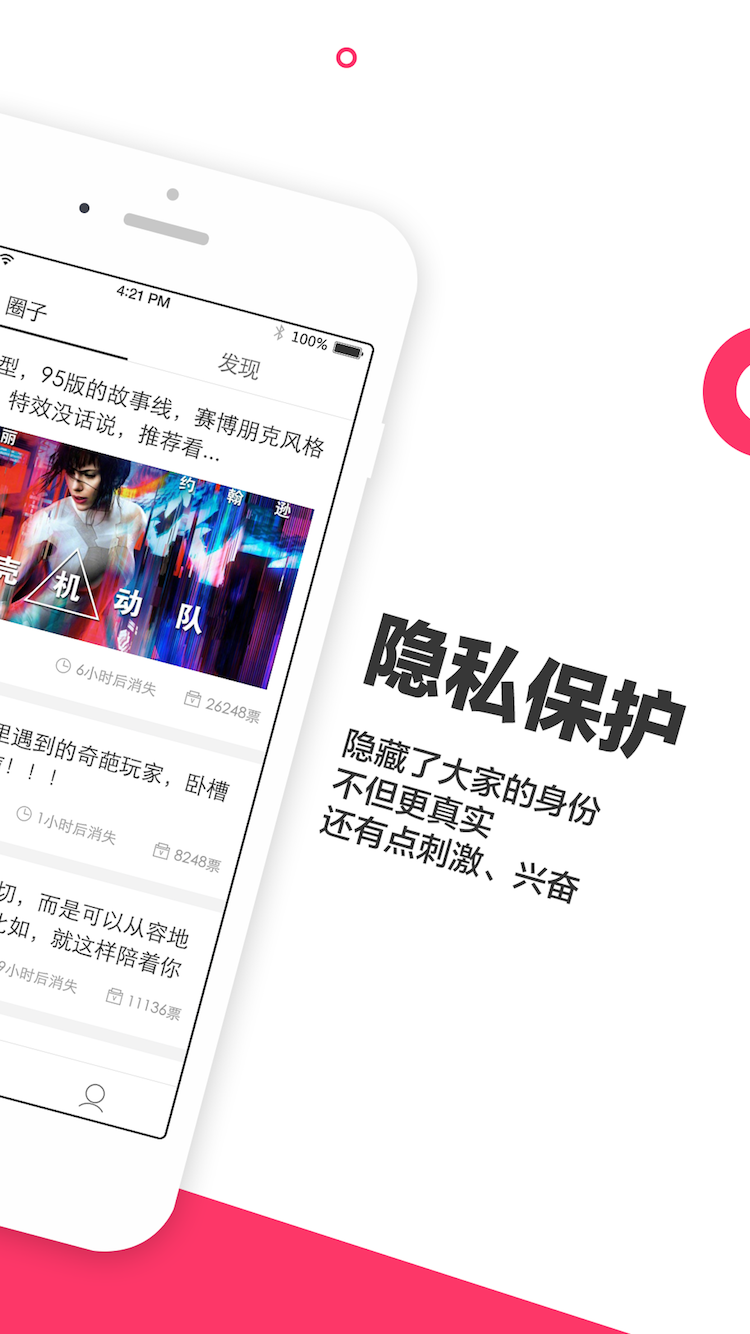 4:21 PM
100%
圈子
发现
型，95版的故事线，赛博朋克风格
特效没话说，推荐看...
丽
约翰逊
壳机动队
6小时后消失
26248票
里遇到的奇葩玩家，卧槽
！！！
1小时后消失
8248票
切，而是可以从容地
比如，就这样陪着你
9小时后消失
11136票
隐私保护
隐藏了大家的身份
不但更真实
还有点刺激、兴奋